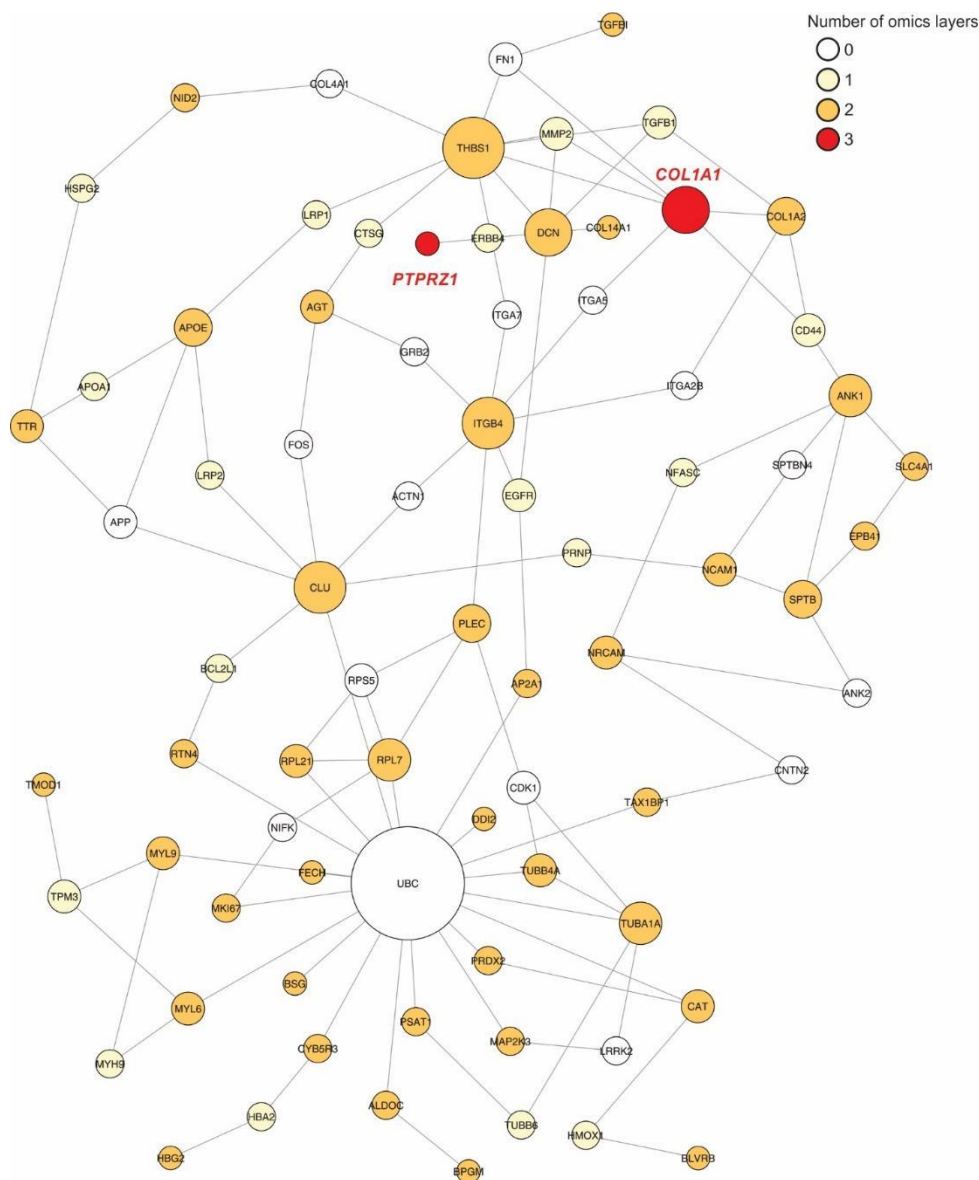 Number of omics layers
0
1
2
3
TGFBI
FN1
COL4A1
NID2
MMP2
TGFB1
THBS1
COL1A1
HSPG2
LRP1
CTSG
ERBB4
DCN
COL14A1
COL1A2
PTPRZ1
ITGA5
AGT
ITGA7
APOE
CD44
GRB2
APOA1
ITGA2B
ANK1
TTR
ITGB4
FOS
LRP2
NFASC
SPTBN4
SLC4A1
ACTN1
EGFR
APP
EPB41
PRNP
NCAM1
CLU
SPTB
PLEC
NRCAM
BCL2L1
RPS5
AP2A1
ANK2
RTN4
RPL21
RPL7
CNTN2
TMOD1
CDK1
TAX1BP1
NIFK
DDI2
MYL9
FECH
UBC
TUBB4A
TPM3
MKI67
TUBA1A
PRDX2
BSG
MYL6
PSAT1
CAT
CYB5R3
MAP2K3
LRRK2
MYH9
ALDOC
HBA2
TUBB6
HMOX1
HBG2
BPGM
BLVRB